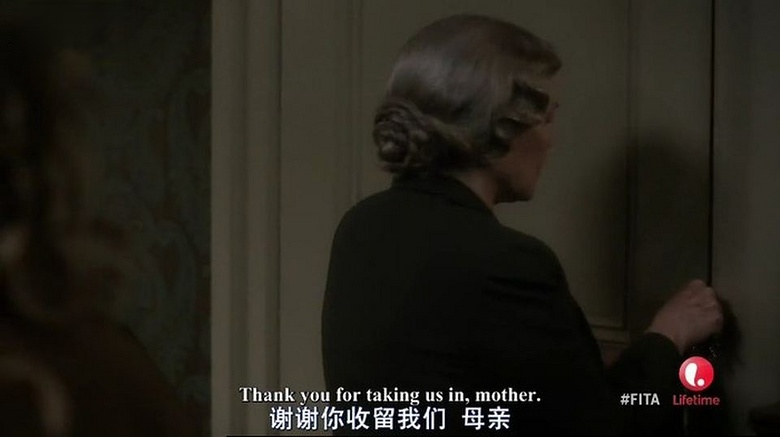 Thank you for taking us in, mother.
谢谢你收留我们 母亲
#FITA
Lifetime